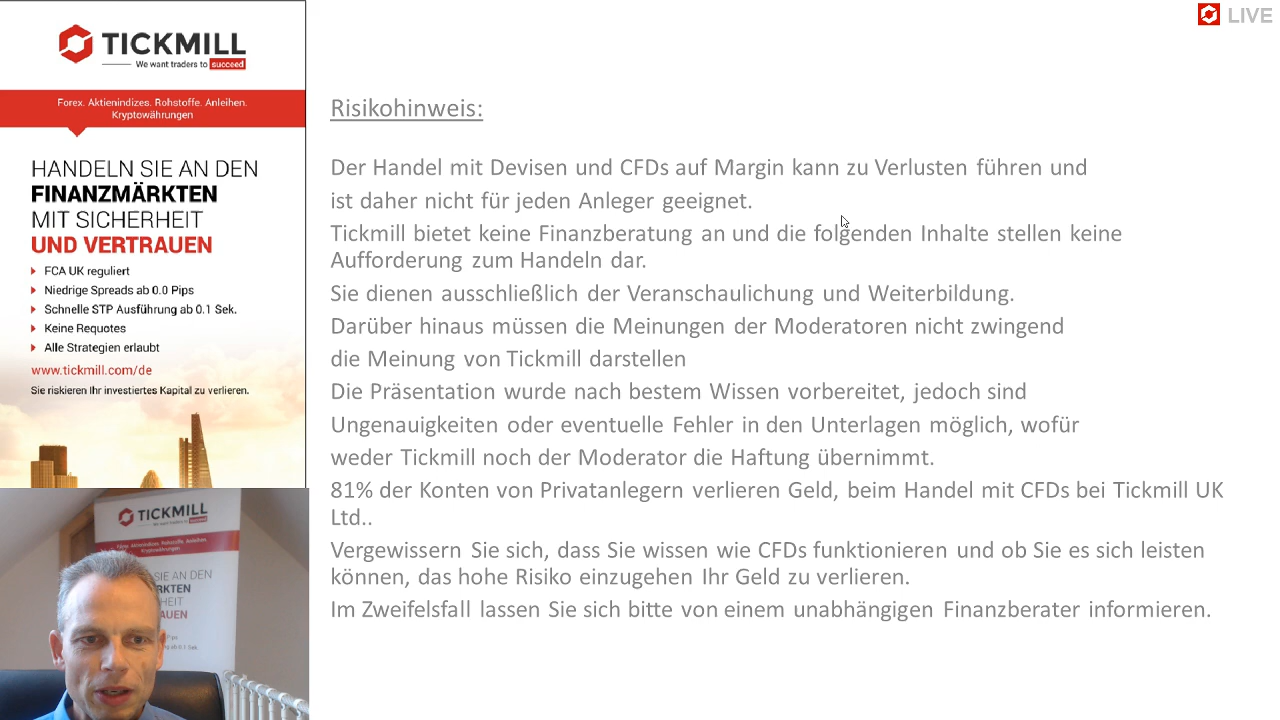 TICKMILL
We want traders to succeed
Forex. Aktienindizes. Rohstoffe. Anleihen.
Kryptowährungen
HANDELN SIE AN DEN
FINANZMÄRKTEN
MIT SICHERHEIT
UND VERTRAUEN
FCA UK reguliert
Niedrige Spreads ab 0.0 Pips
Schnelle STP Ausführung ab 0.1 Sek.
Keine Requotes
Alle Strategien erlaubt
www.tickmill.com/de
Sie riskieren Ihr investiertes Kapital zu verlieren.
LIVE
Risikohinweis:
Der Handel mit Devisen und CFDs auf Margin kann zu Verlusten führen und
ist daher nicht für jeden Anleger geeignet.
Tickmill bietet keine Finanzberatung an und die folgenden Inhalte stellen keine
Aufforderung zum Handeln dar.
Sie dienen ausschließlich der Veranschaulichung und Weiterbildung.
Darüber hinaus müssen die Meinungen der Moderatoren nicht zwingend
die Meinung von Tickmill darstellen
Die Präsentation wurde nach bestem Wissen vorbereitet, jedoch sind
Ungenauigkeiten oder eventuelle Fehler in den Unterlagen möglich, wofür
weder Tickmill noch der Moderator die Haftung übernimmt.
81% der Konten von Privatanlegern verlieren Geld, beim Handel mit CFDs bei Tickmill UK
Ltd..
Vergewissern Sie sich, dass Sie wissen wie CFDs funktionieren und ob Sie es sich leisten
können, das hohe Risiko einzugehen Ihr Geld zu verlieren.
Im Zweifelsfall lassen Sie sich bitte von einem unabhängigen Finanzberater informieren.
TICKMILL
SIE AN DEN
RKTEN
HEIT
AUEN